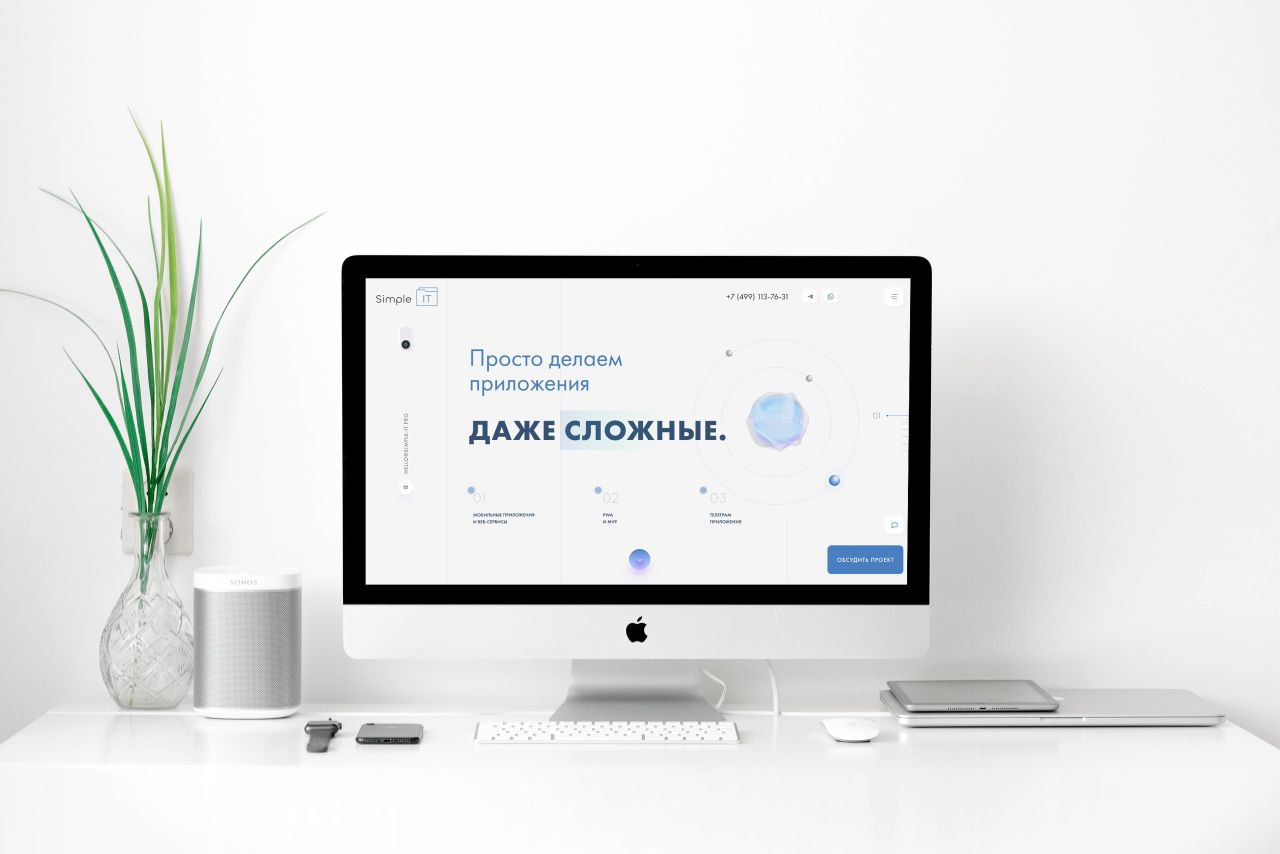 Simple IT
+7 (499) 113-76-31
Просто делаем
приложения
ДАЖЕ СЛОЖНЫЕ.
01
HELLO@SIMPLE-IT.PRO
01
МОБИЛЬНЫЕ ПРИЛОЖЕНИЯ
И ВЕБ-СЕРВИСЫ
02
PWA
И MVP
03
ТЕЛЕГРАМ
ПРИЛОЖЕНИЯ
ОБСУДИТЬ ПРОЕКТ
SONOS